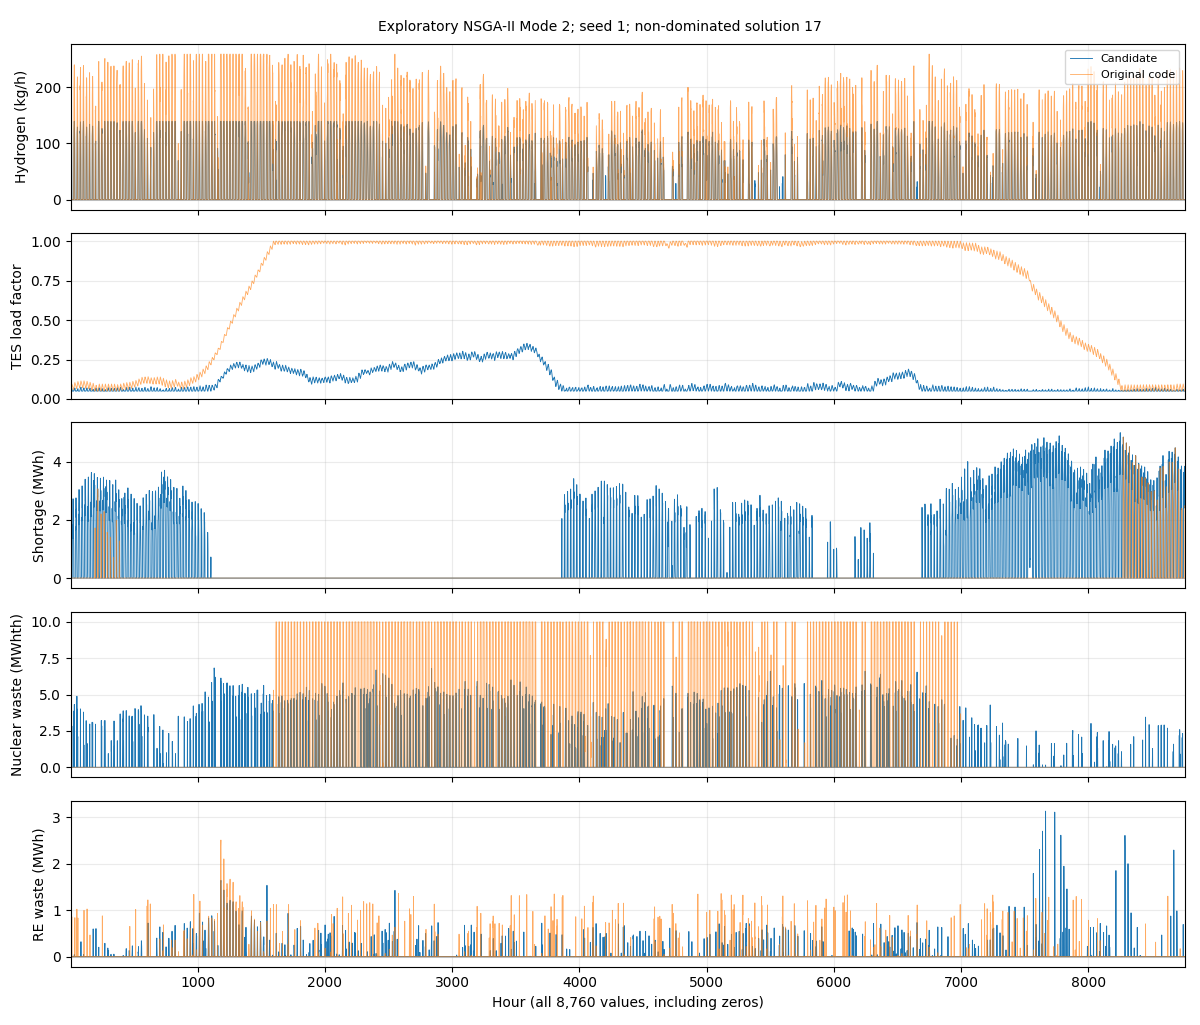 Exploratory NSGA-II Mode 2; seed 1; non-dominated solution 17
Hydrogen (kg/h)
200
100
0
Candidate
Original code
TES load factor
1.00
0.75
0.50
0.25
0.00
Shortage (MWh)
4
2
0
Nuclear waste (MWhth)
10.0
7.5
5.0
2.5
0.0
RE waste (MWh)
3
2
1
0
1000 2000 3000 4000 5000 6000 7000 8000
Hour (all 8,760 values, including zeros)